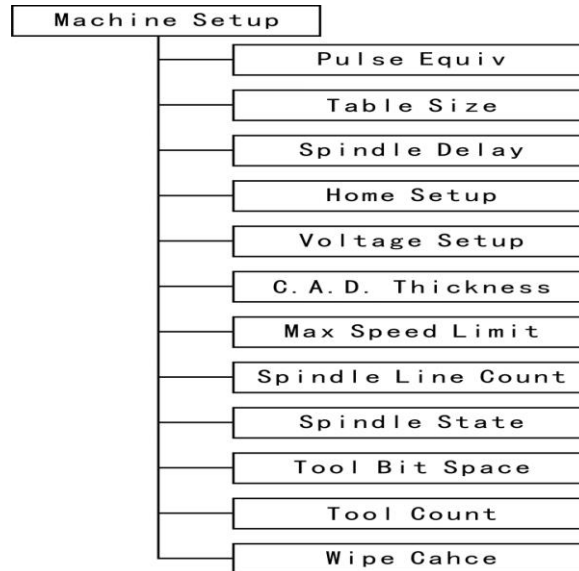 Machine Setup
Pulse Equiv
Table Size
Spindle Delay
Home Setup
Voltage Setup
C.A.D. Thickness
Max Speed Limit
Spindle Line Count
Spindle State
Tool Bit Space
Tool Count
Wipe Cahce